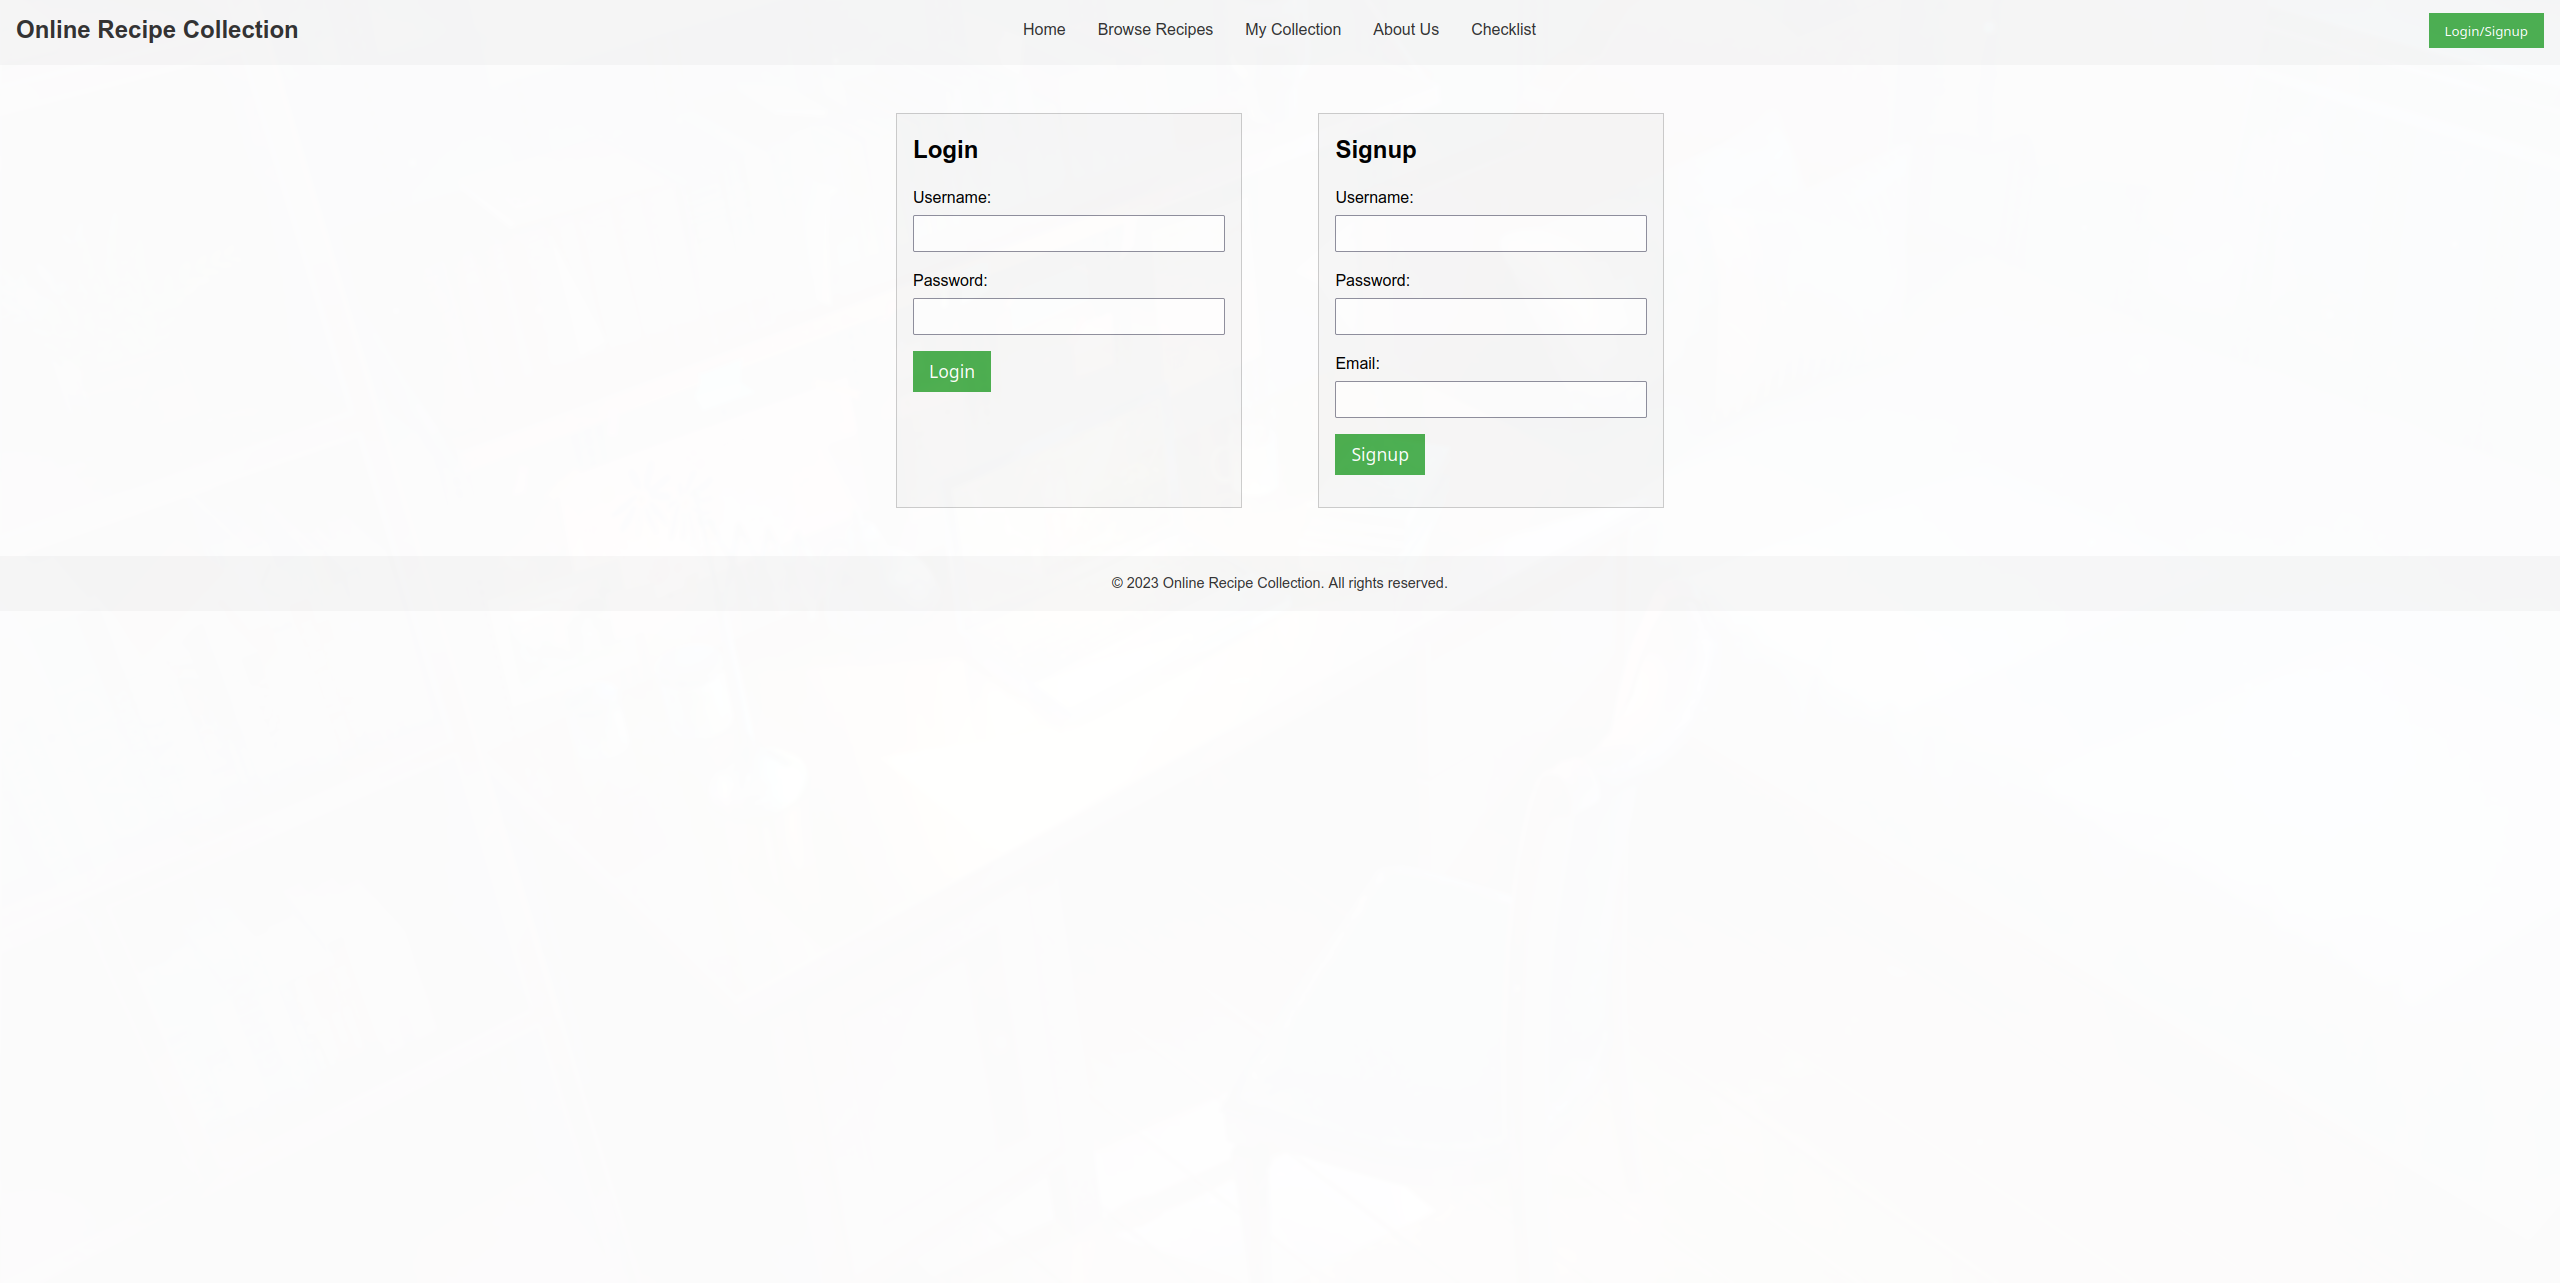 Online Recipe Collection
Home Browse Recipes My Collection About Us Checklist
Login/Signup
Login
Username:
Password:
Login
Signup
Username:
Password:
Email:
Signup
© 2023 Online Recipe Collection. All rights reserved.